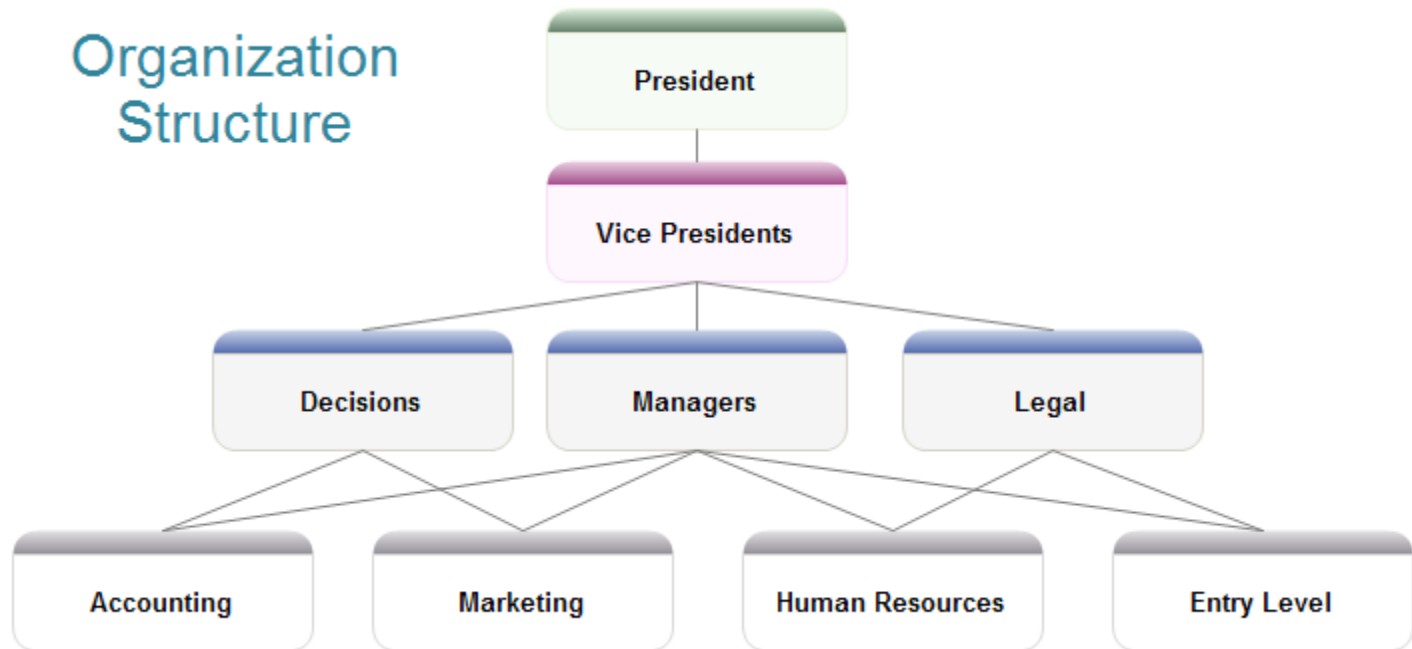 Organization
Structure
President
Vice Presidents
Decisions
Managers
Legal
Accounting
Marketing
Human Resources
Entry Level